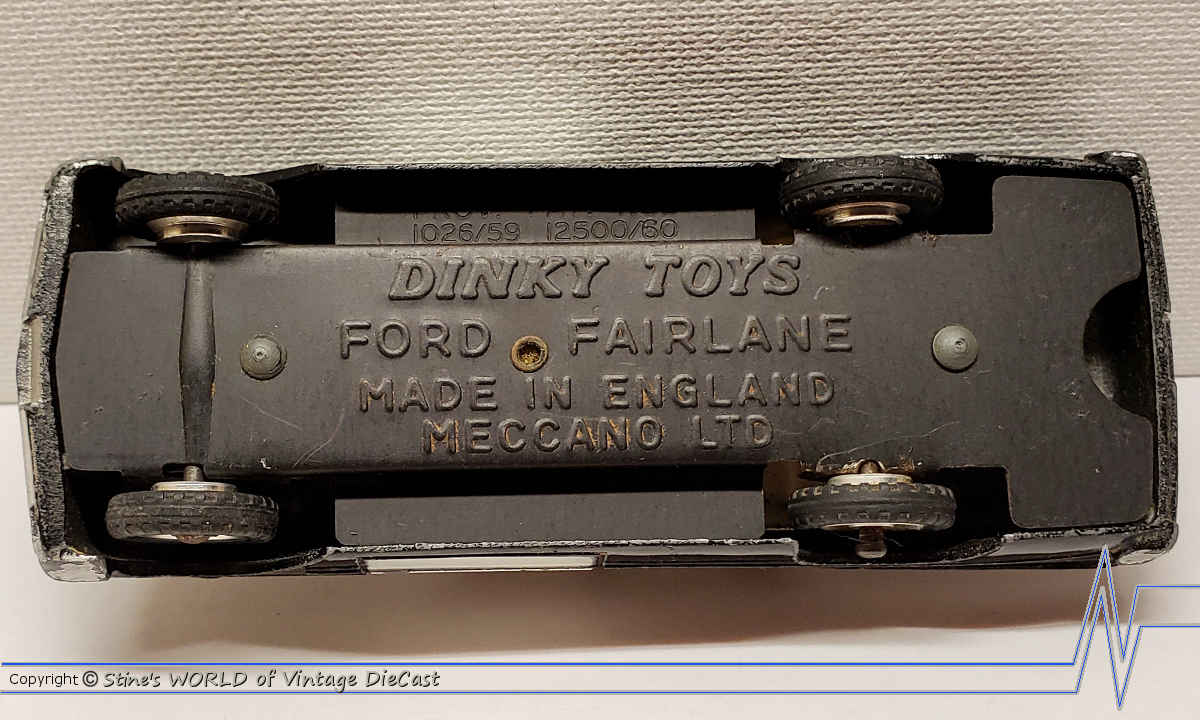 1026/59 12500/60
DINKY TOYS
FORD FAIRLANE
MADE IN ENGLAND
MECCANO LTD
Copyright © Stine's WORLD of Vintage DieCast